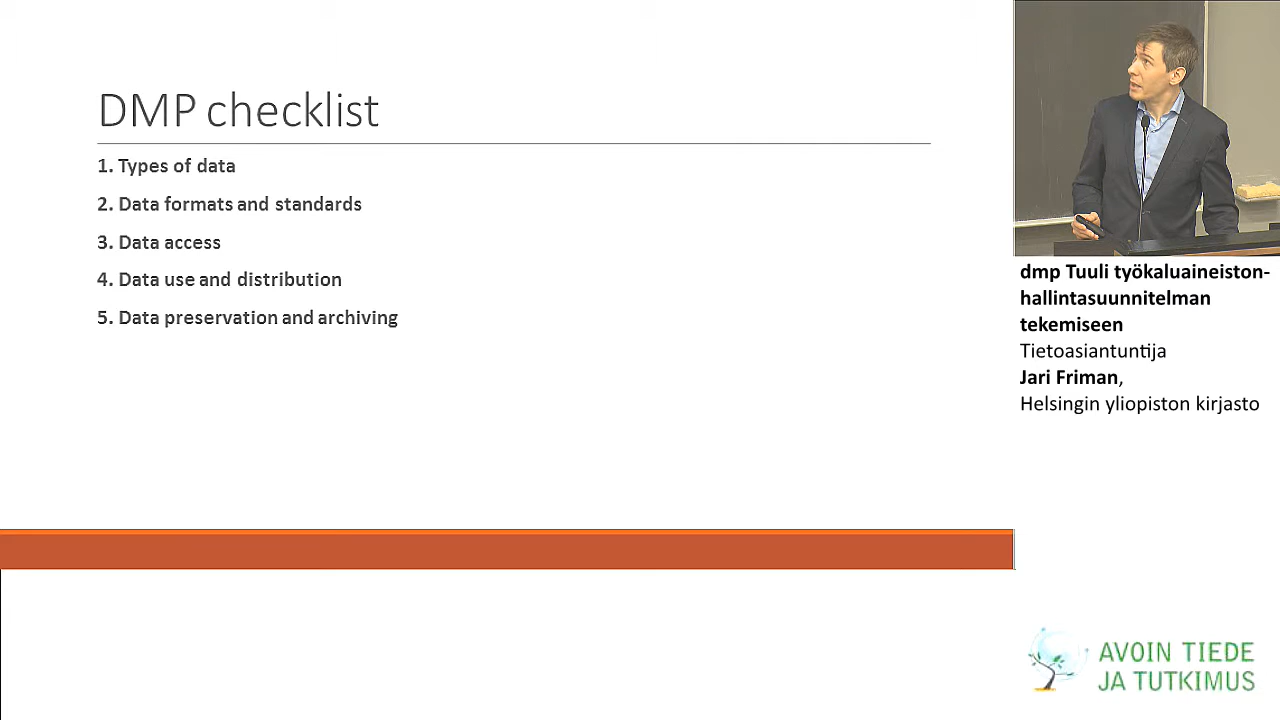 DMP checklist
1. Types of data
2. Data formats and standards
3. Data access
4. Data use and distribution
5. Data preservation and archiving
dmp Tuuli työkaluaineiston-
hallintasuunnitelman
tekemiseen
Tietoasiantuntija
Jari Friman,
Helsingin yliopiston kirjasto
AVOIN TIEDE
JA TUTKIMUS